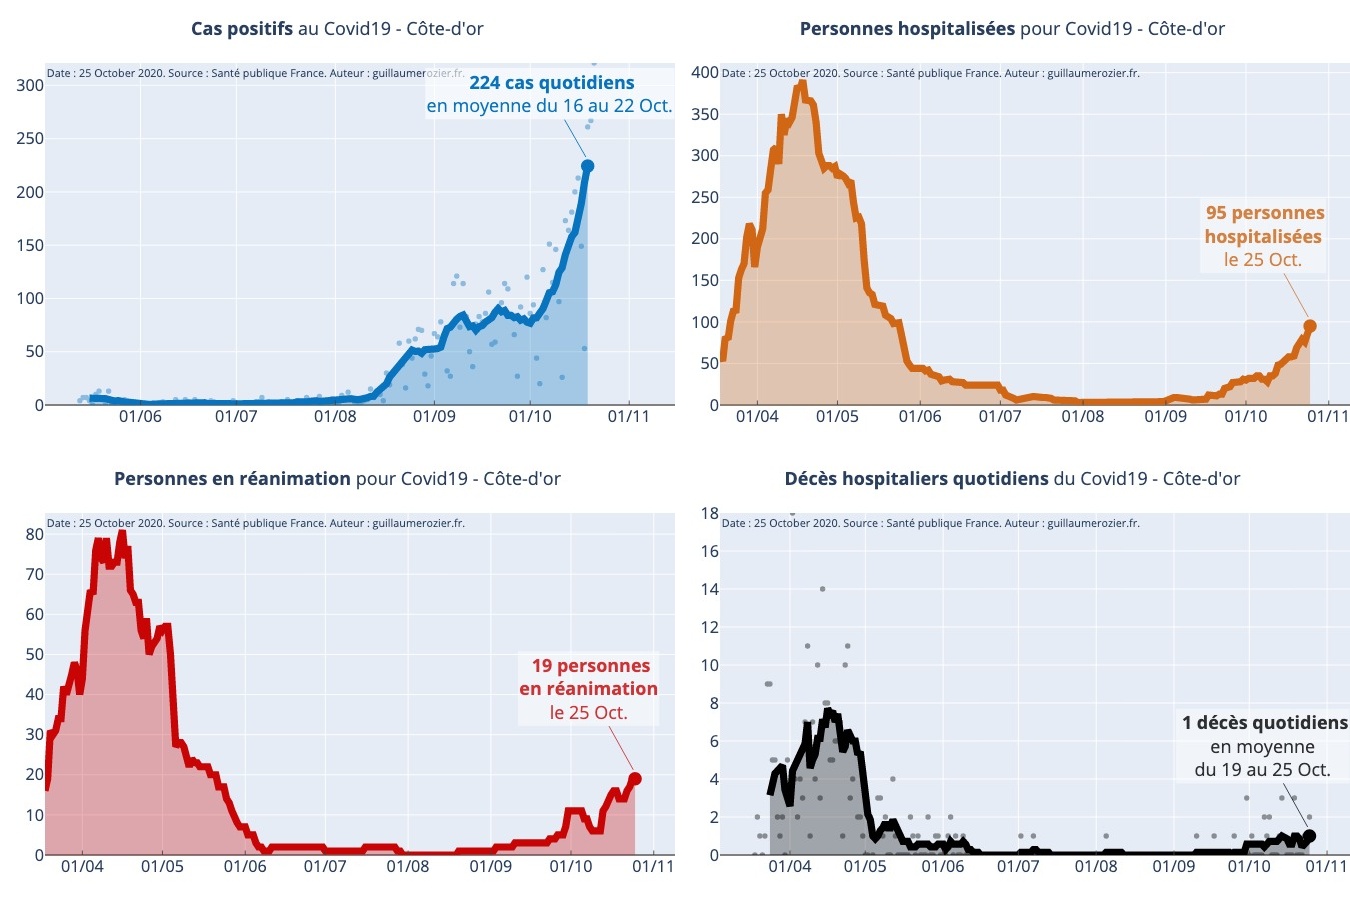 Cas positifs au Covid19 - Côte-d'or
Date : 25 October 2020. Source : Santé publique France. Auteur : guillaumerozier.fr.
224 cas quotidiens
en moyenne du 16 au 22 Oct.
300
250
200
150
100
50
0
01/06 01/07 01/08 01/09 01/10 01/11
Personnes hospitalisées pour Covid19 - Côte-d'or
Date : 25 October 2020. Source : Santé publique France. Auteur : guillaumerozier.fr.
400
350
300
250
200
150
100
50
0
95 personnes
hospitalisées
le 25 Oct.
01/04 01/05 01/06 01/07 01/08 01/09 01/10 01/11
Personnes en réanimation pour Covid19 - Côte-d'or
Date : 25 October 2020. Source : Santé publique France. Auteur : guillaumerozier.fr.
80
70
60
50
40
30
20
10
0
19 personnes
en réanimation
le 25 Oct.
01/04 01/05 01/06 01/07 01/08 01/09 01/10 01/11
Décès hospitaliers quotidiens du Covid19 - Côte-d'or
Date : 25 October 2020. Source : Santé publique France. Auteur : guillaumerozier.fr.
18
16
14
12
10
8
6
4
2
0
1 décès quotidiens
en moyenne
du 19 au 25 Oct.
01/04 01/05 01/06 01/07 01/08 01/09 01/10 01/11